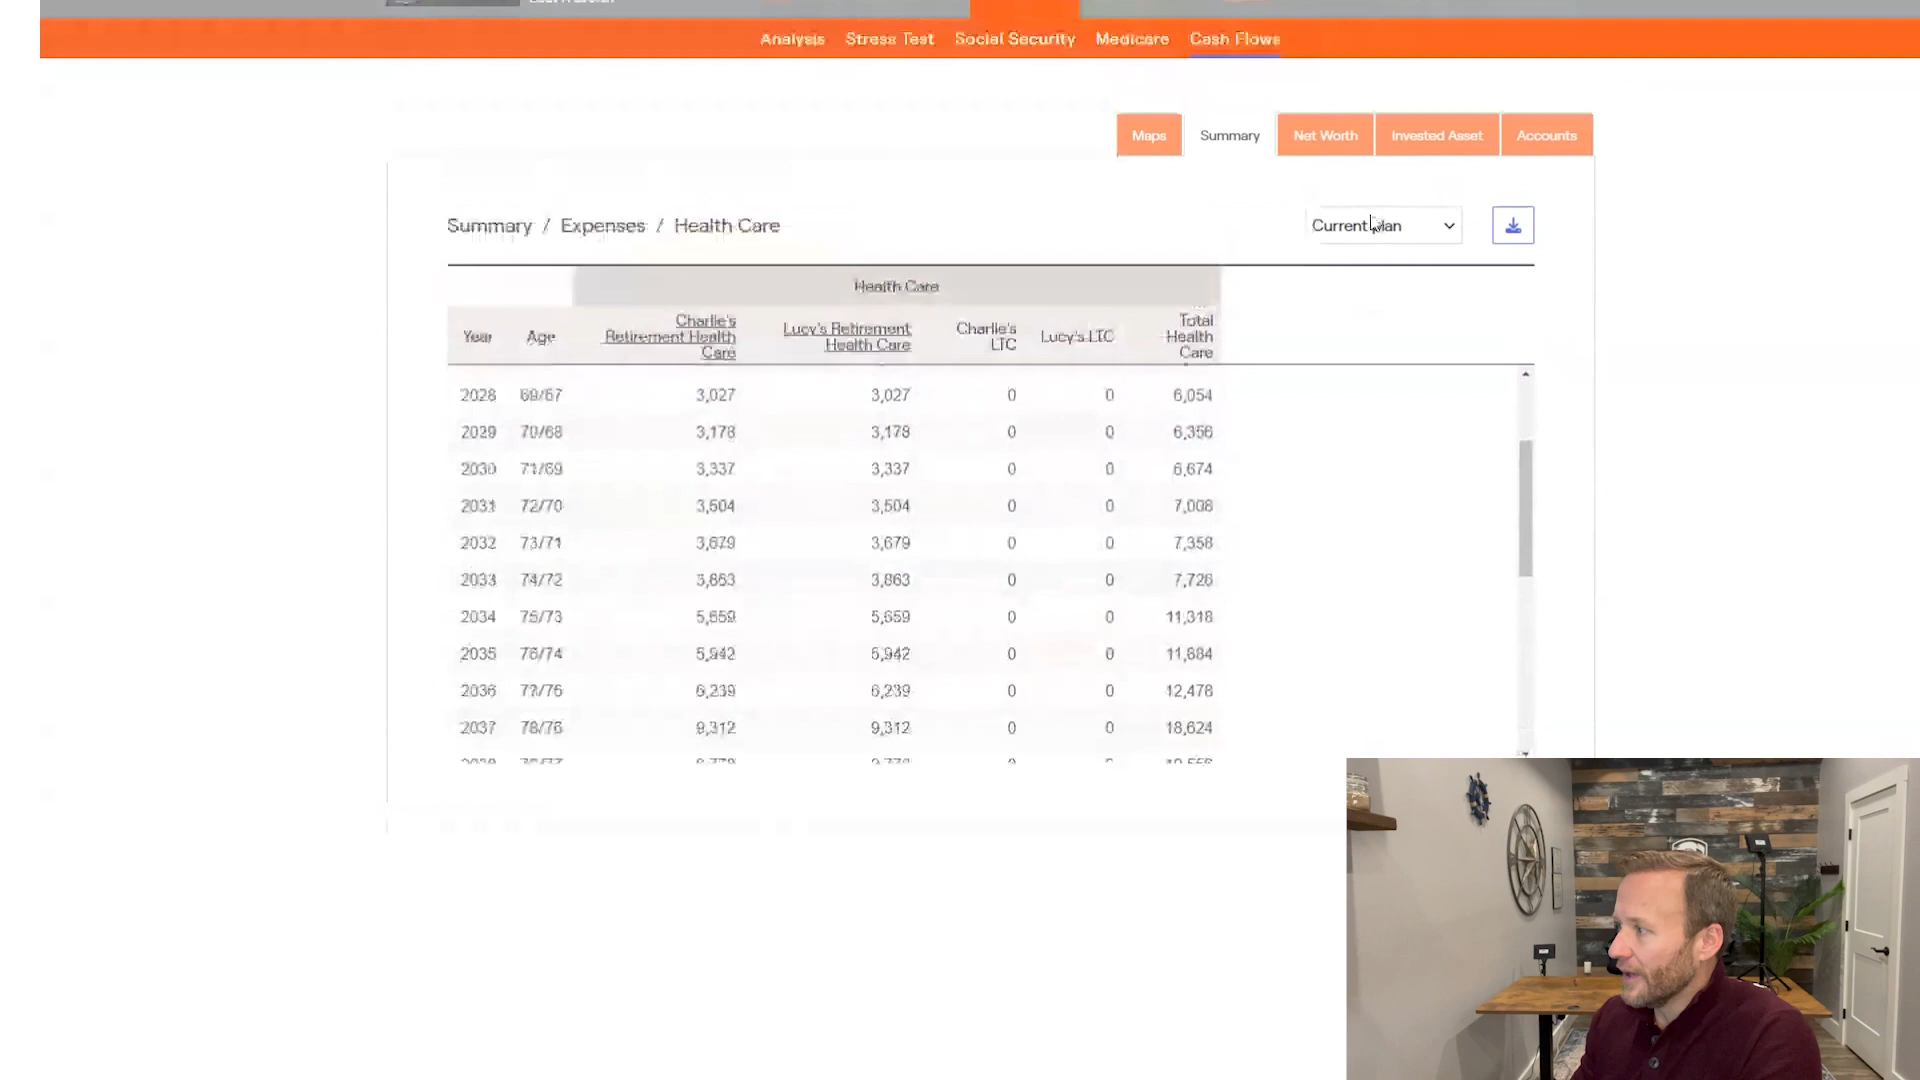 Analysis Stress Test Social Security Medicare Cash Flows
Maps Summary Net Worth Invested Asset Accounts
Summary / Expenses / Health Care
Current Plan
Health Care
Year Age Charlie's Retirement Health Care Lucy's Retirement Health Care Charlie's LTC Lucy's LTC Total Health Care
2028 69/67 3,027 3,027 0 0 6,054
2029 70/68 3,178 3,178 0 0 6,356
2030 71/69 3,337 3,337 0 0 6,674
2031 72/70 3,504 3,504 0 0 7,008
2032 73/71 3,679 3,679 0 0 7,358
2033 74/72 3,863 3,863 0 0 7,726
2034 75/73 5,659 5,659 0 0 11,318
2035 76/74 5,942 5,942 0 0 11,884
2036 77/75 6,239 6,239 0 0 12,478
2037 78/76 9,312 9,312 0 0 18,624